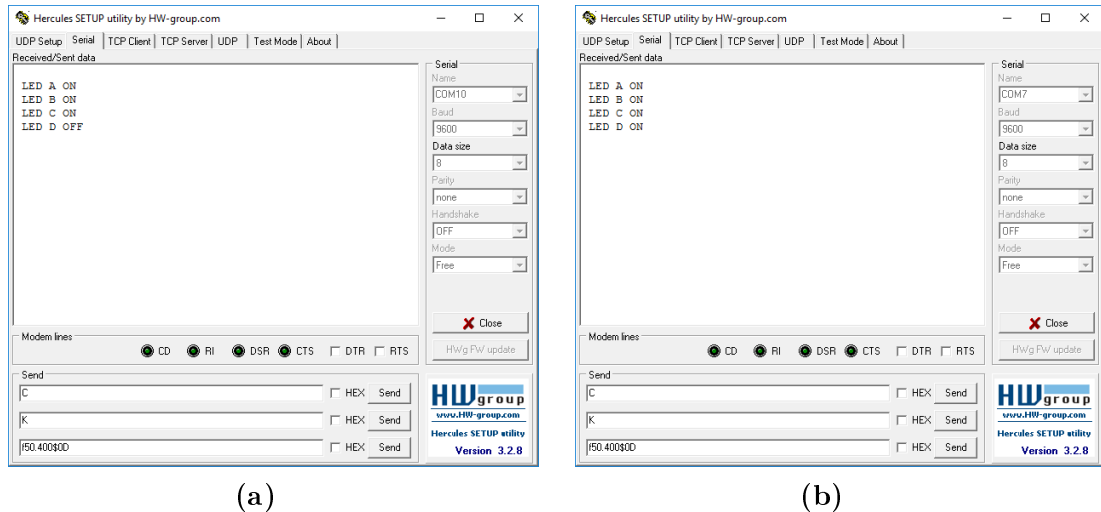 Hercules SETUP utility by HW-group.com
UDP Setup Serial TCP Client TCP Server UDP Test Mode About
Received/Sent data
LED A ON
LED B ON
LED C ON
LED D OFF
Serial
Name
COM10
Baud
9600
Data size
8
Parity
none
Handshake
OFF
Mode
Free
Close
Modem lines
CD RI DSR CTS DTR RTS
HWg FW update
Send
C HEX Send
K HEX Send
f50.400$0D HEX Send
HWgroup
www.HW-group.com
Hercules SETUP utility
Version 3.2.8
(a)
Hercules SETUP utility by HW-group.com
UDP Setup Serial TCP Client TCP Server UDP Test Mode About
Received/Sent data
LED A ON
LED B ON
LED C ON
LED D ON
Serial
Name
COM7
Baud
9600
Data size
8
Parity
none
Handshake
OFF
Mode
Free
Close
Modem lines
CD RI DSR CTS DTR RTS
HWg FW update
Send
C HEX Send
K HEX Send
f50.400$0D HEX Send
HWgroup
www.HW-group.com
Hercules SETUP utility
Version 3.2.8
(b)